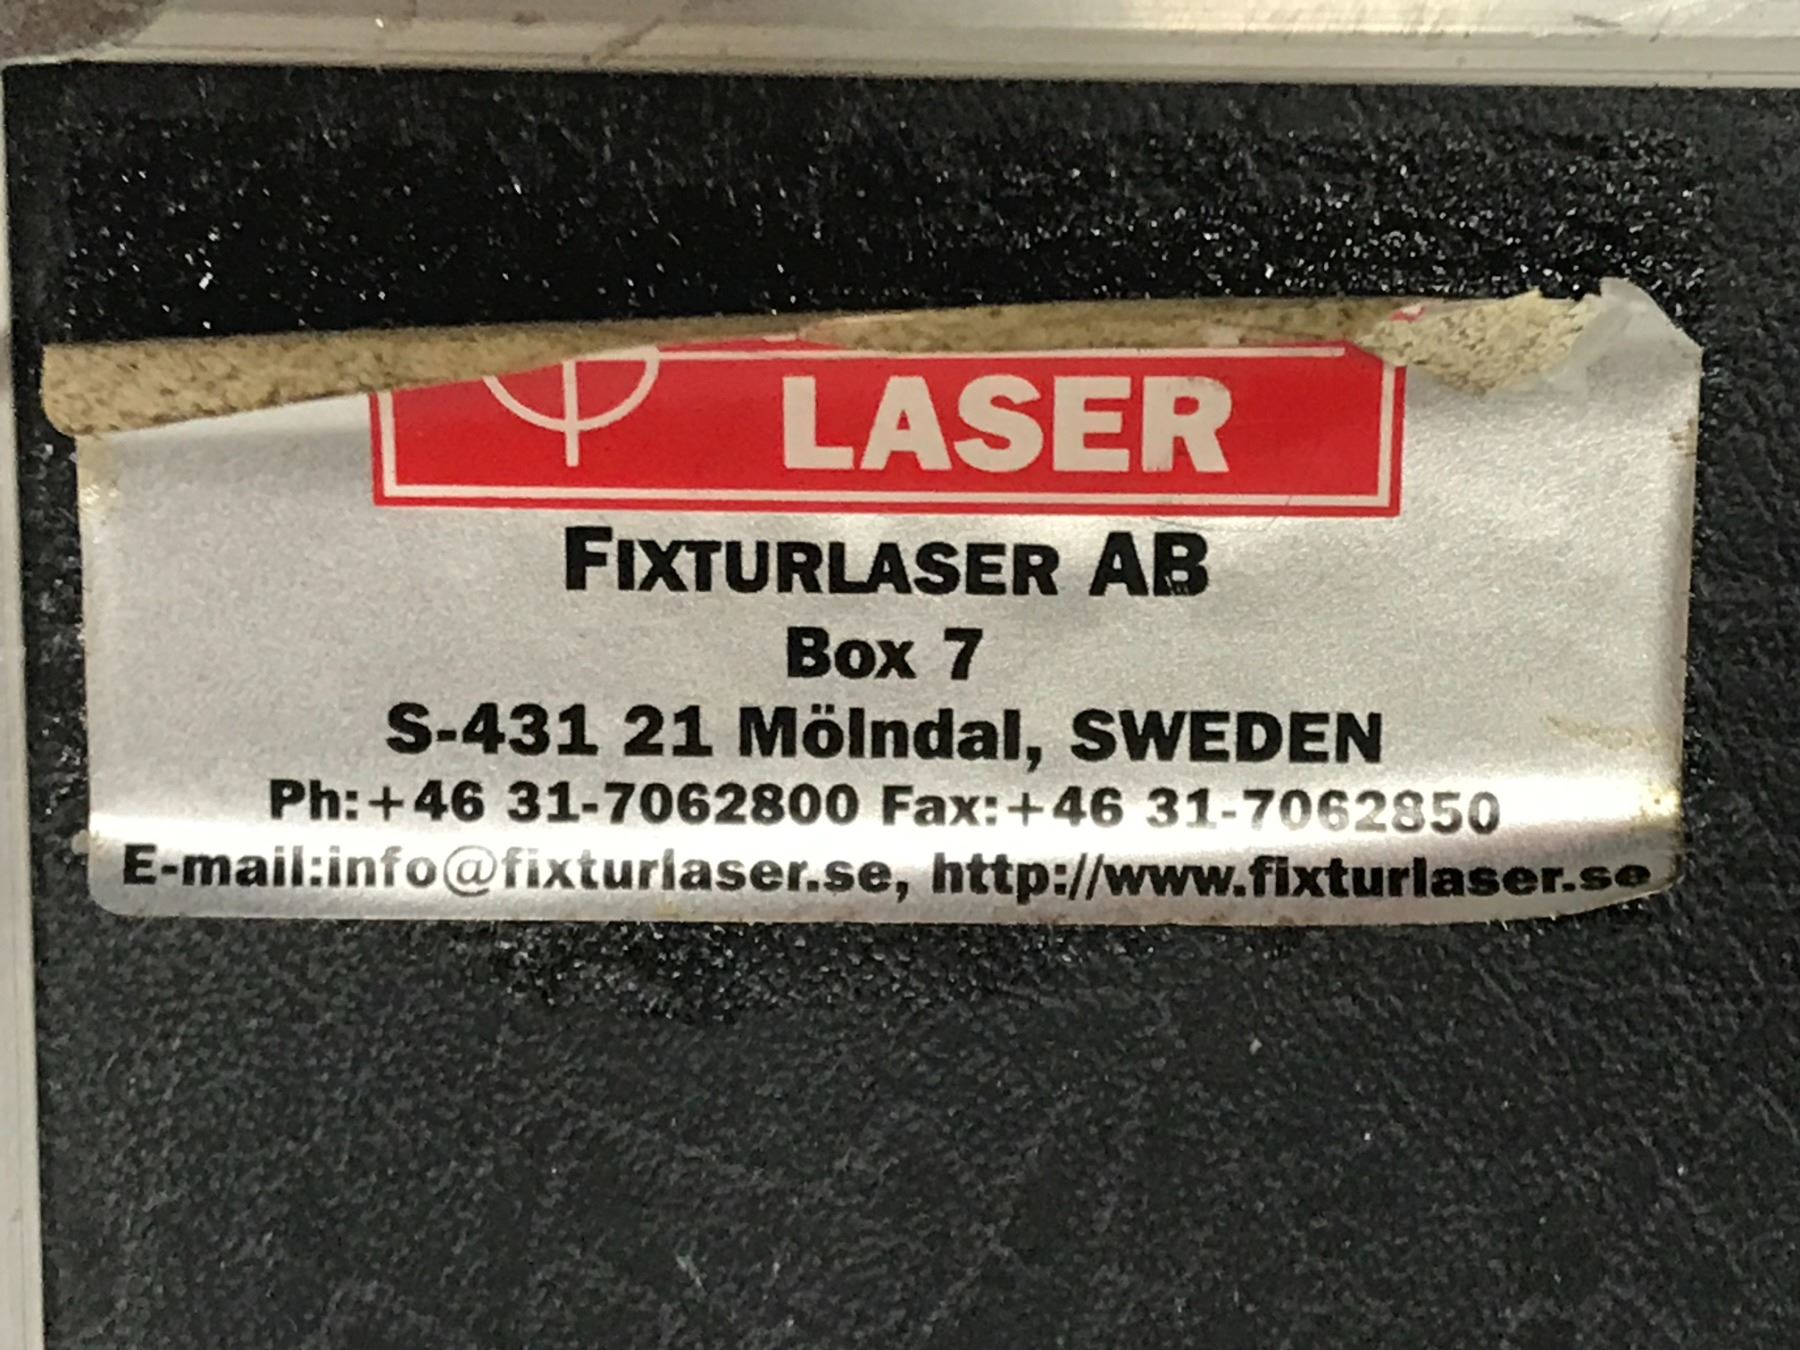 LASER
FIXTURLASER AB
Box 7
S-431 21 Mölndal, SWEDEN
Ph:+46 31-7062800 Fax:+46 31-7062850
E-mail:info@fixturlaser.se, http://www.fixturlaser.se